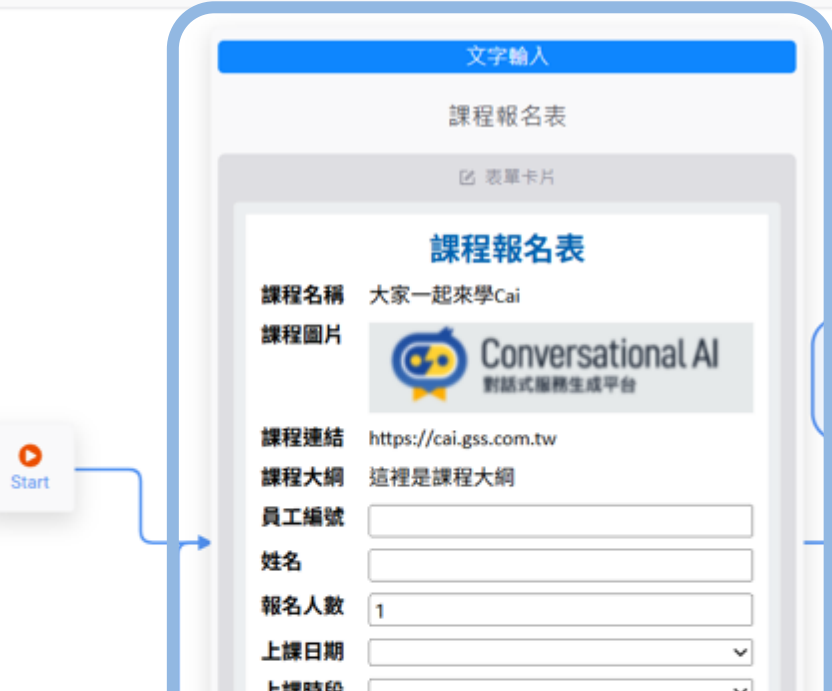 文字輸入
課程報名表
表單卡片
課程報名表
課程名稱 大家一起來學Cai
課程圖片
Conversational AI
對話式服務生成平台
課程連結 https://cai.gss.com.tw
課程大綱 這裡是課程大綱
Start
員工編號
姓名
報名人數 1
上課日期
上課時段